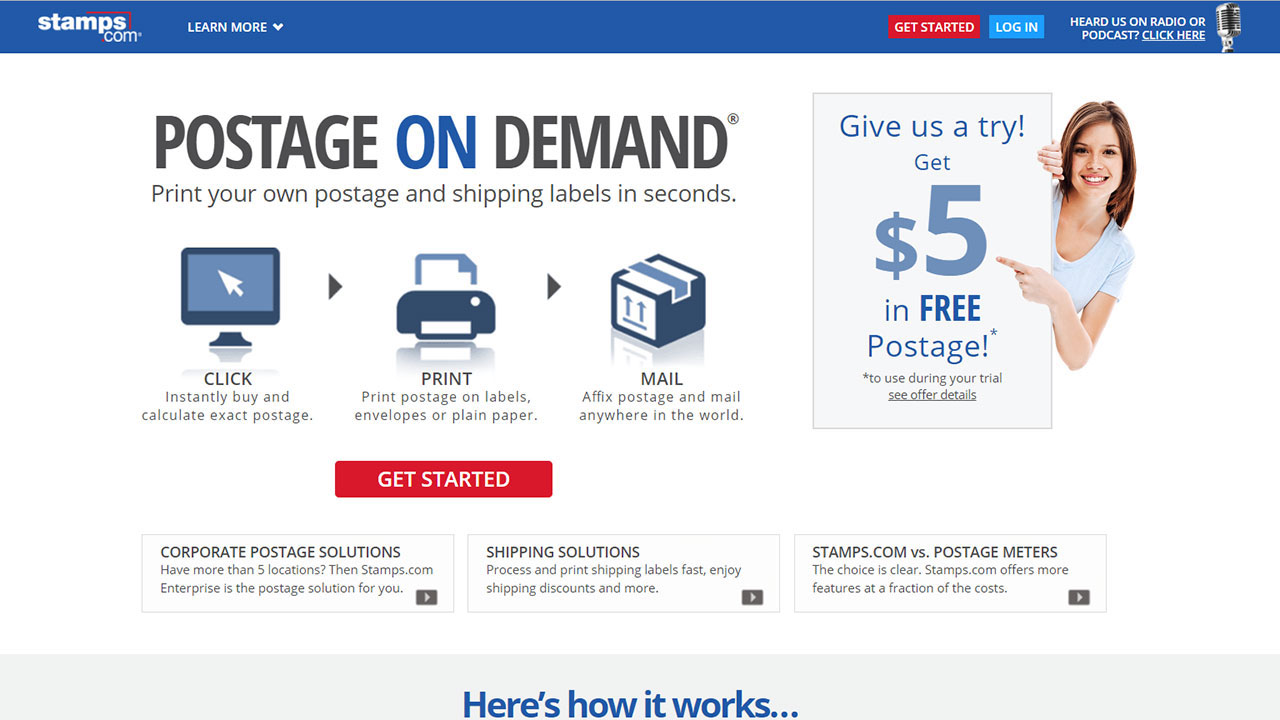 stamps
.com®
LEARN MORE
GET STARTED
LOG IN
HEARD US ON RADIO OR
PODCAST? CLICK HERE
POSTAGE ON DEMAND®
Print your own postage and shipping labels in seconds.
CLICK
Instantly buy and
calculate exact postage.
PRINT
Print postage on labels,
envelopes or plain paper.
MAIL
Affix postage and mail
anywhere in the world.
GET STARTED
Give us a try!
Get
$5
in FREE
Postage!*
*to use during your trial
see offer details
CORPORATE POSTAGE SOLUTIONS
Have more than 5 locations? Then Stamps.com
Enterprise is the postage solution for you.
SHIPPING SOLUTIONS
Process and print shipping labels fast, enjoy
shipping discounts and more.
STAMPS.COM vs. POSTAGE METERS
The choice is clear. Stamps.com offers more
features at a fraction of the costs.
Here's how it works...